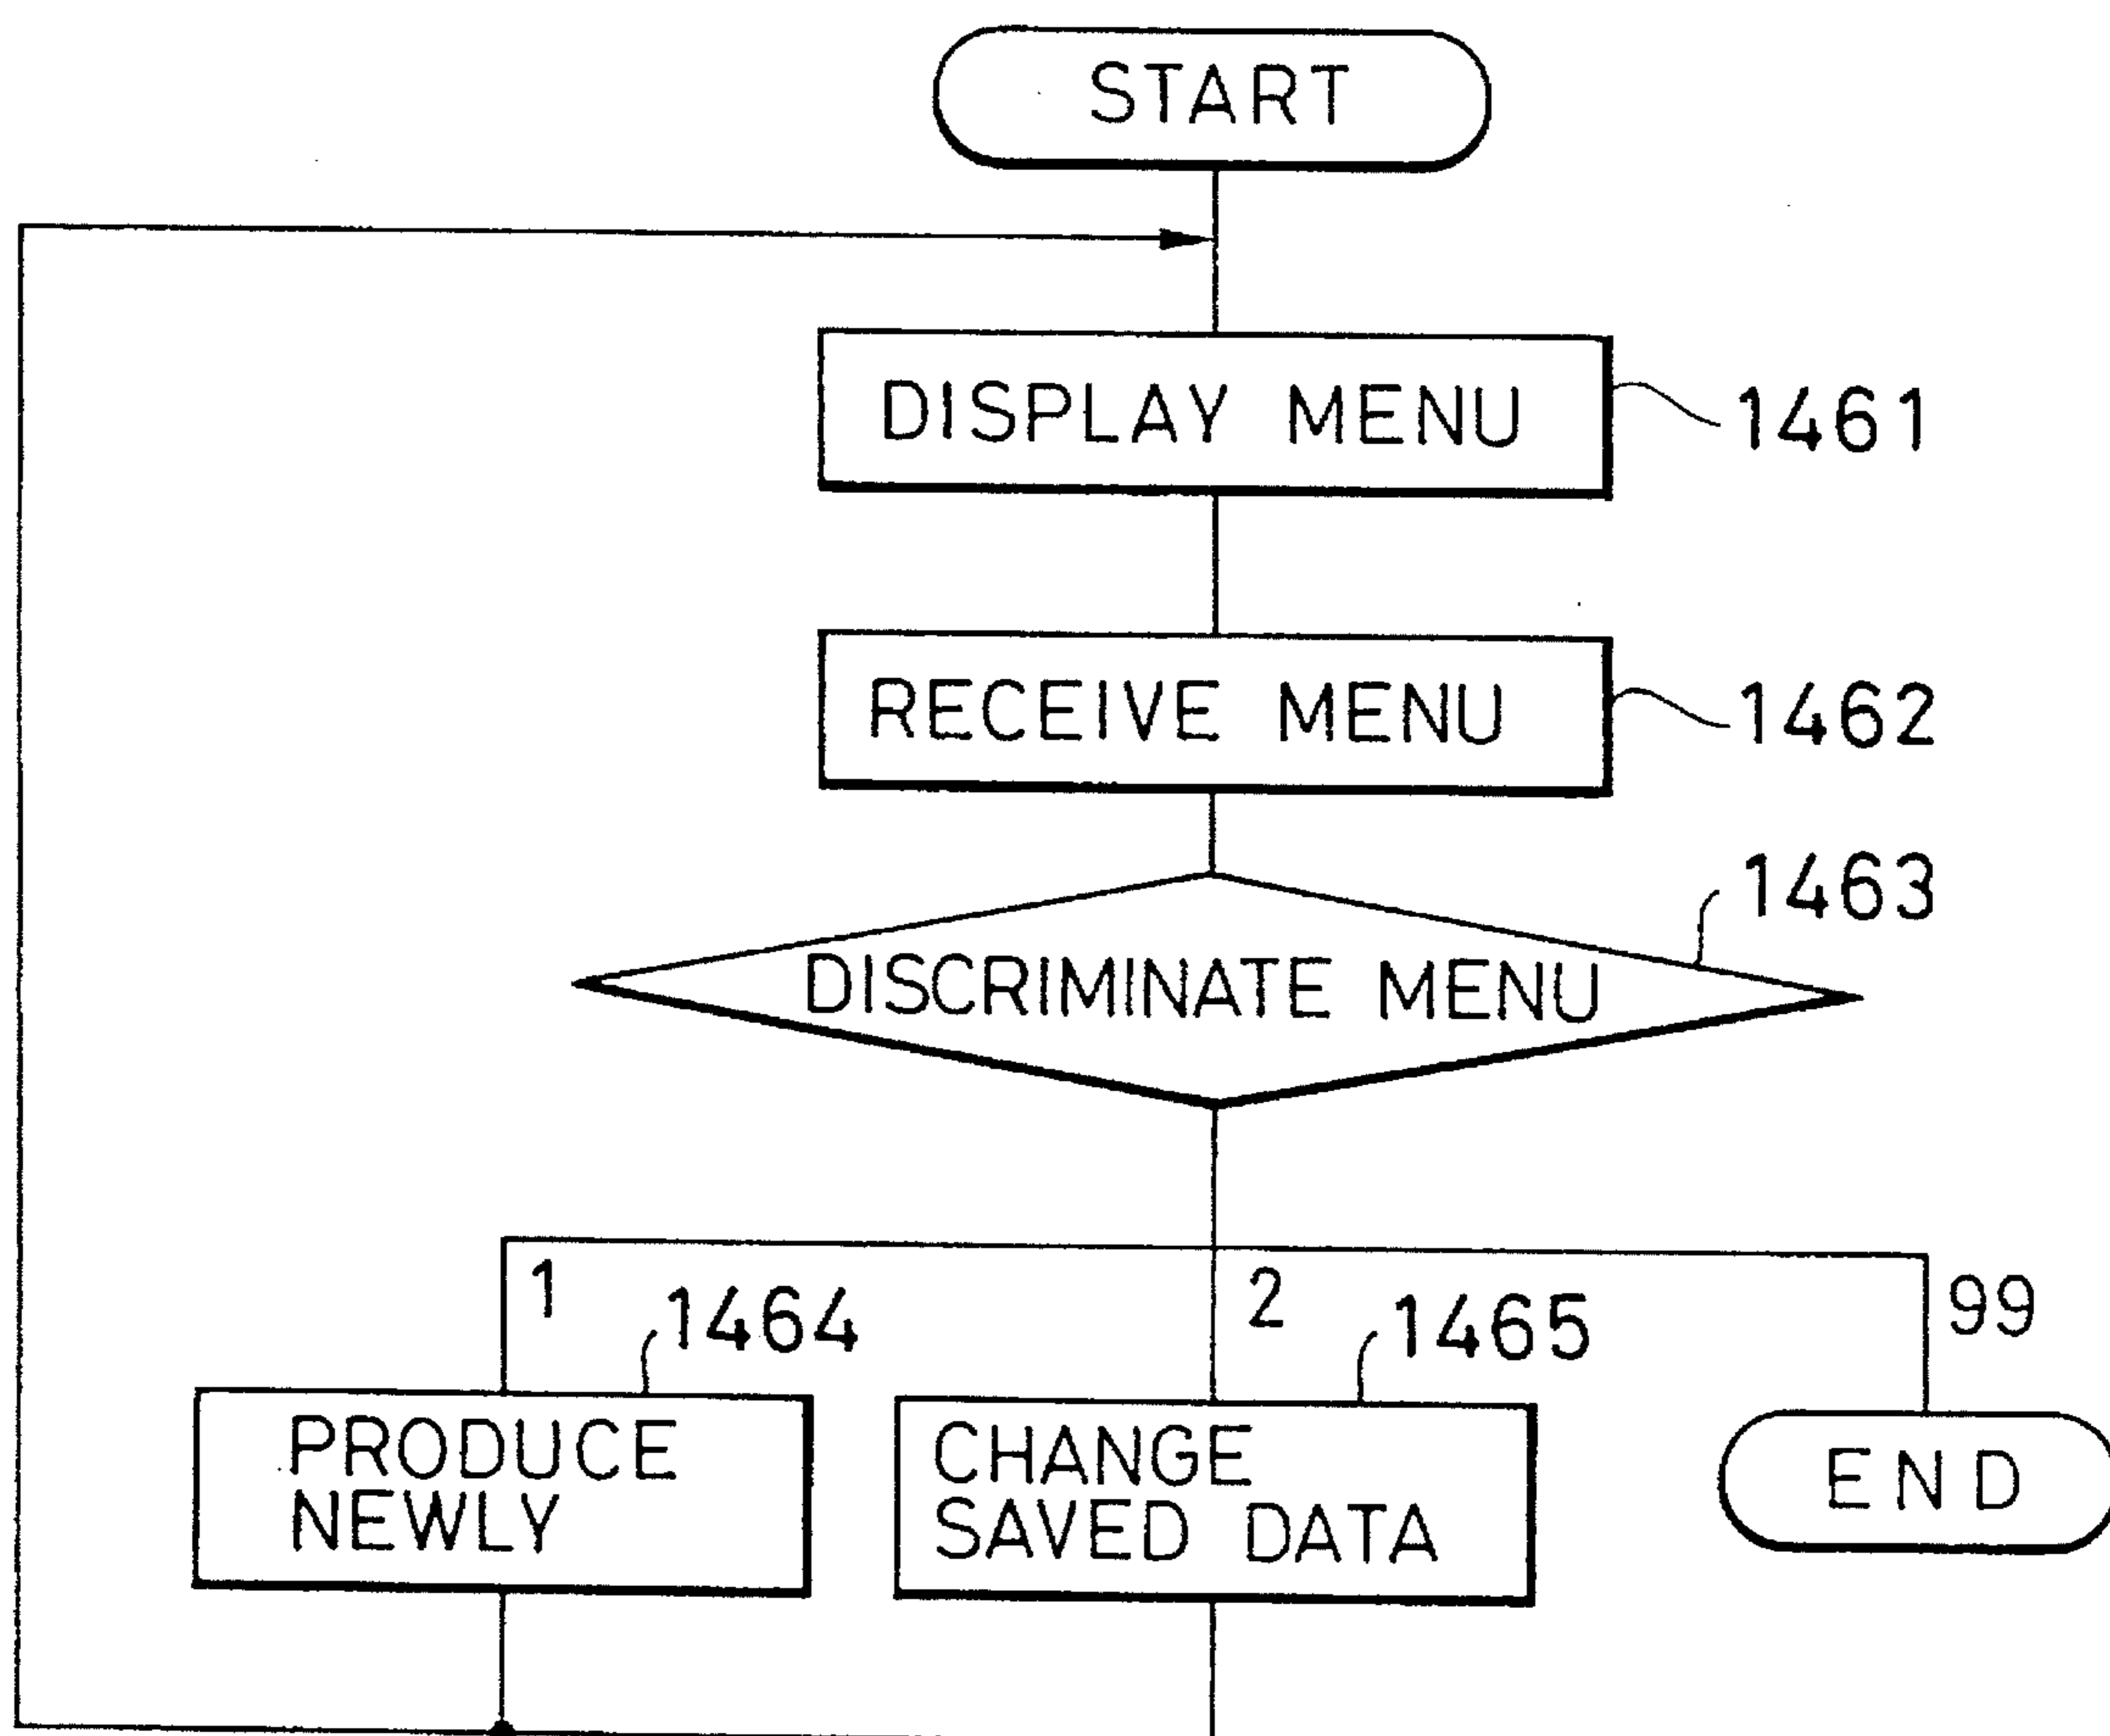 START
DISPLAY MENU
1461
RECEIVE MENU
1462
1463
DISCRIMINATE MENU
1
1464
2
1465
99
PRODUCE
NEWLY
CHANGE
SAVED DATA
END